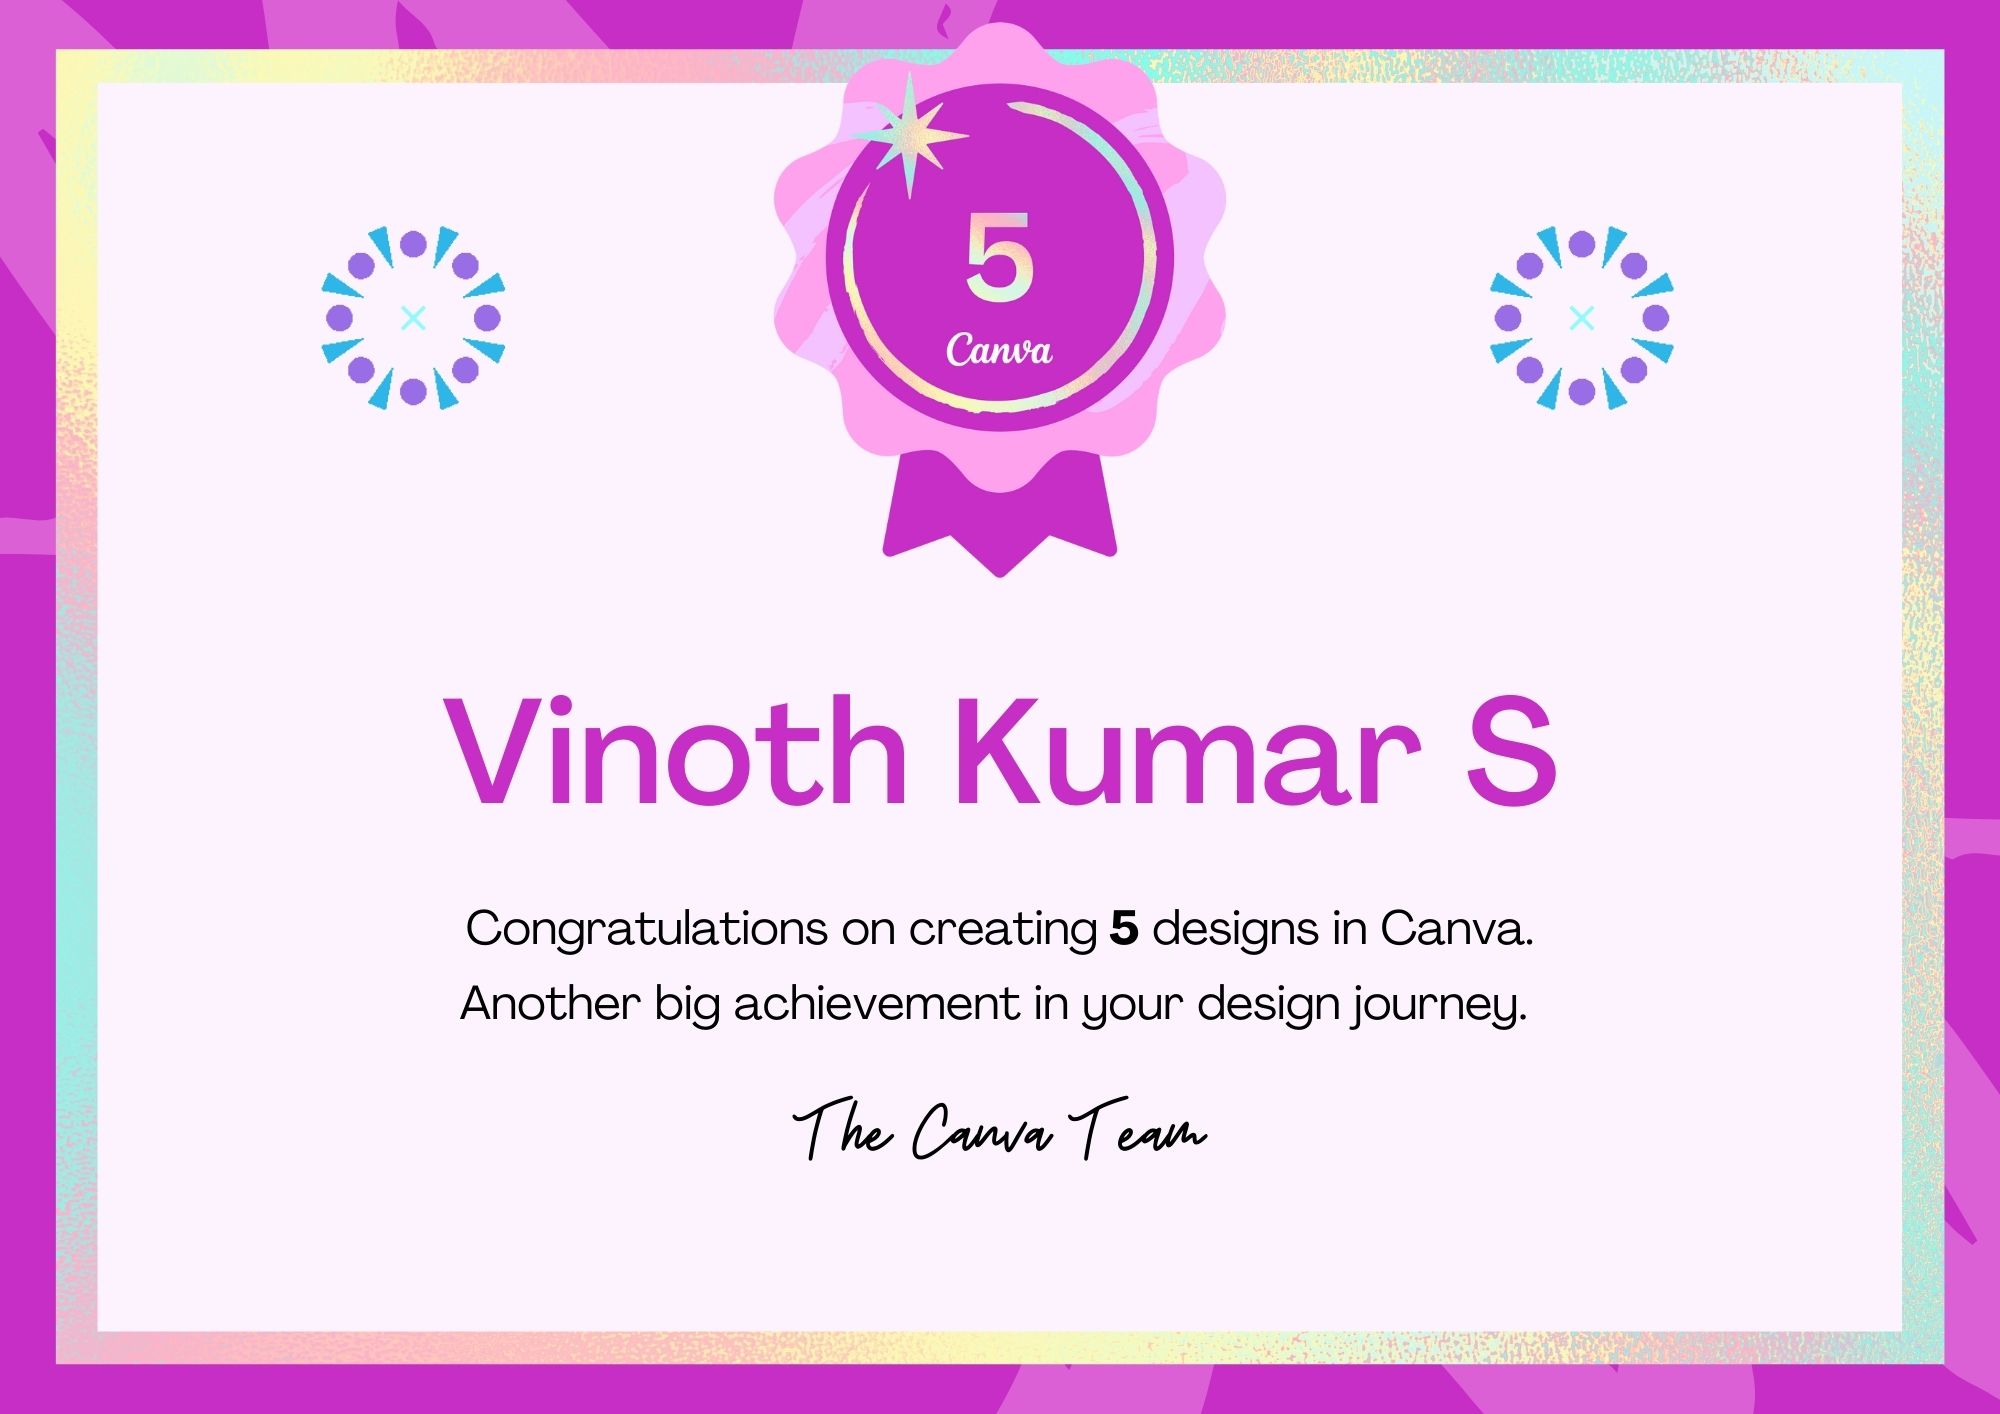 5
Canva
Vinoth Kumar S
Congratulations on creating 5 designs in Canva.
Another big achievement in your design journey.
The Canva Team